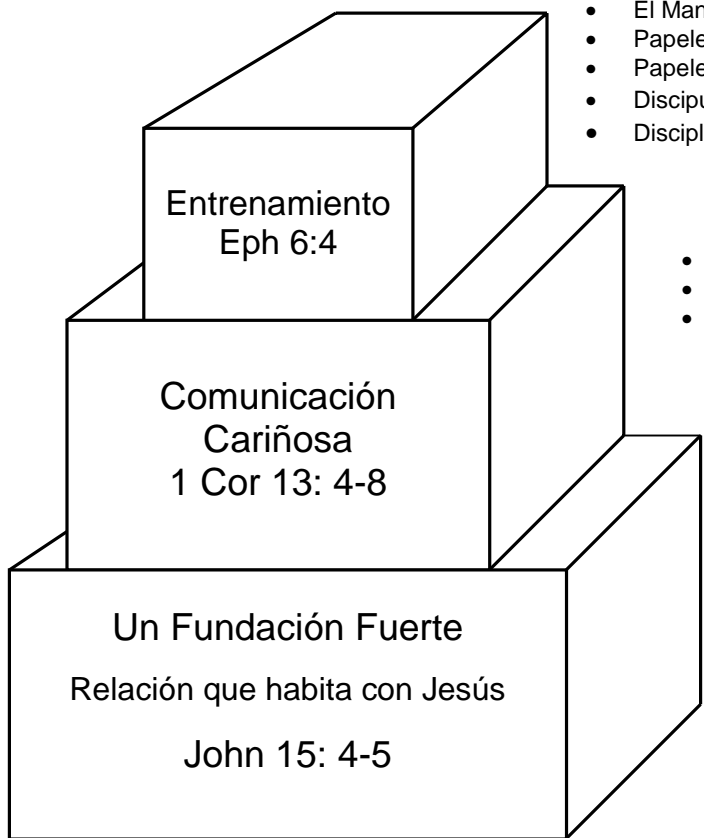 • El
• 
• 
• 
• 
Entrenamiento
Eph 6:4
•
•
•
Comunicación
Cariñosa
1 Cor 13: 4-8
Un Fundación Fuerte
Relación que habita con Jesús
John 15: 4-5